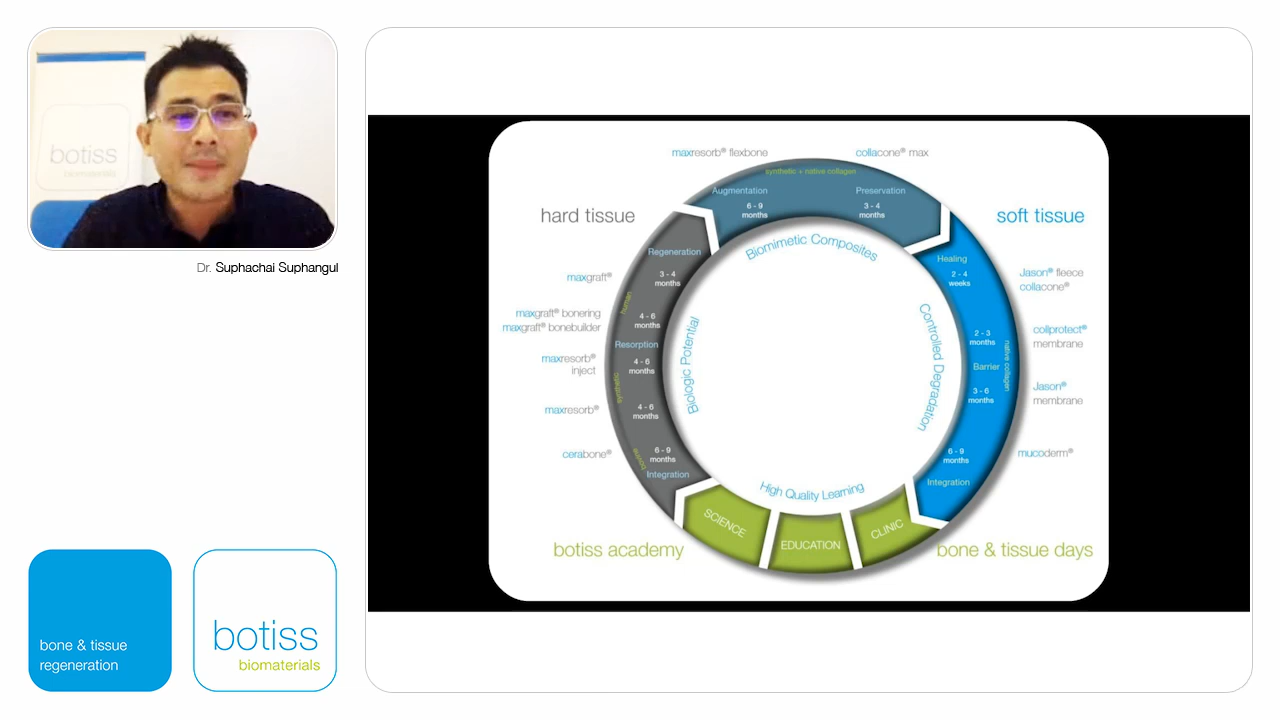 botiss
biomaterials
Dr. Suphachai Suphangul
bone & tissue
regeneration
botiss
biomaterials
maxresorb® flexbone
collacone® max
synthetic + native collagen
Augmentation
6 - 9
months
Preservation
3 - 4
months
Biomimetic Composites
hard tissue
soft tissue
Regeneration
3 - 4
months
human
4 - 6
months
Resorption
4 - 6
months
synthetic
4 - 6
months
bovine
6 - 9
months
Integration
maxgraft®
maxgraft® bonering
maxgraft® bonebuilder
maxresorb®
inject
maxresorb®
cerabone®
Biologic Potential
Controlled Degradation
Healing
2 - 4
weeks
2 - 3
months
Barrier
native collagen
3 - 6
months
6 - 9
months
Integration
Jason® fleece
collacone®
collprotect®
membrane
Jason®
membrane
mucoderm®
High Quality Learning
SCIENCE
EDUCATION
CLINIC
botiss academy
bone & tissue days